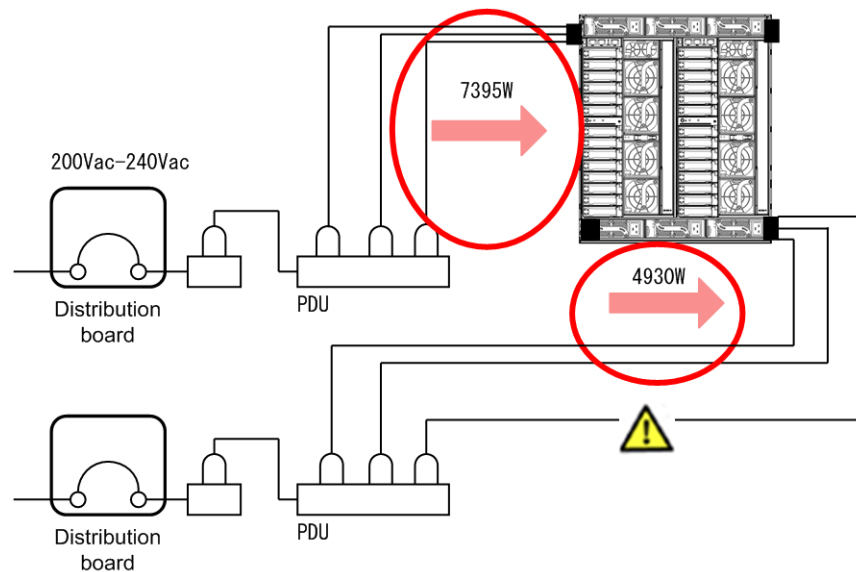 7395W
200Vac-240Vac
Distribution
board
PDU
4930W
Distribution
board
PDU